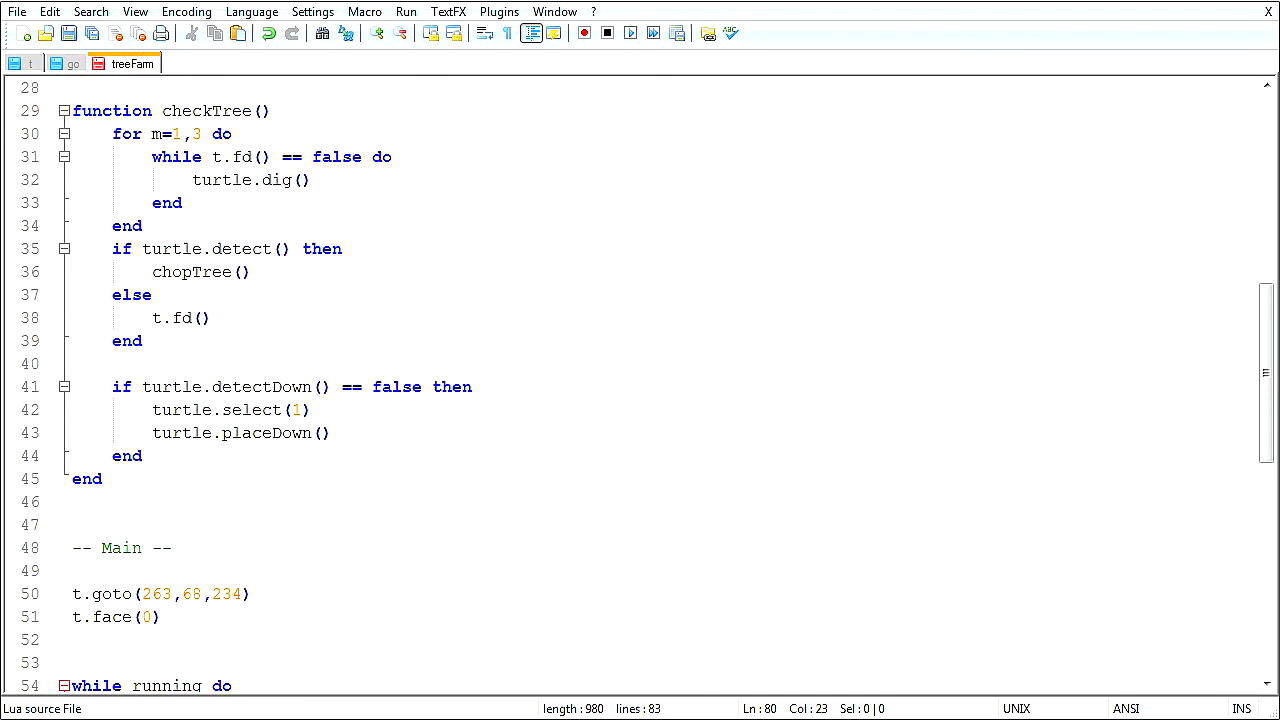 File Edit Search View Encoding Language Settings Macro Run TextFX Plugins Window ? X
t go treeFarm
28
29 function checkTree()
30 for m=1,3 do
31 while t.fd() == false do
32 turtle.dig()
33 end
34 end
35 if turtle.detect() then
36 chopTree()
37 else
38 t.fd()
39 end
40
41 if turtle.detectDown() == false then
42 turtle.select(1)
43 turtle.placeDown()
44 end
45 end
46
47
48 -- Main --
49
50 t.goto(263,68,234)
51 t.face(0)
52
53
54 while running do
Lua source File length : 980 lines : 83 Ln : 80 Col : 23 Sel : 0 | 0 UNIX ANSI INS